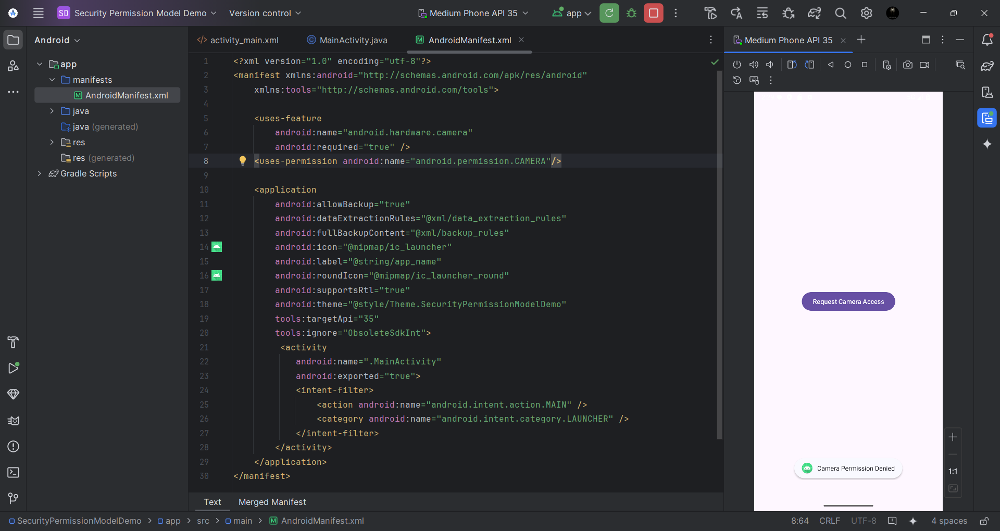 SD Security Permission Model Demo Version control Medium Phone API 35 app
Android
app
manifests
AndroidManifest.xml
java
java (generated)
res
res (generated)
Gradle Scripts
activity_main.xml MainActivity.java AndroidManifest.xml
1 <?xml version="1.0" encoding="utf-8"?>
2 <manifest xmlns:android="http://schemas.android.com/apk/res/android"
3 xmlns:tools="http://schemas.android.com/tools">
4
5 <uses-feature
6 android:name="android.hardware.camera"
7 android:required="true" />
8 <uses-permission android:name="android.permission.CAMERA"/>
9
10 <application
11 android:allowBackup="true"
12 android:dataExtractionRules="@xml/data_extraction_rules"
13 android:fullBackupContent="@xml/backup_rules"
14 android:icon="@mipmap/ic_launcher"
15 android:label="@string/app_name"
16 android:roundIcon="@mipmap/ic_launcher_round"
17 android:supportsRtl="true"
18 android:theme="@style/Theme.SecurityPermissionModelDemo"
19 tools:targetApi="35"
20 tools:ignore="ObsoleteSdkInt">
21 <activity
22 android:name=".MainActivity"
23 android:exported="true">
24 <intent-filter>
25 <action android:name="android.intent.action.MAIN" />
26 <category android:name="android.intent.category.LAUNCHER" />
27 </intent-filter>
28 </activity>
29 </application>
30 </manifest>
Text Merged Manifest
Medium Phone API 35
Request Camera Access
Camera Permission Denied
1:1
SecurityPermissionModelDemo > app > src > main > AndroidManifest.xml
8:64 CRLF UTF-8 4 spaces